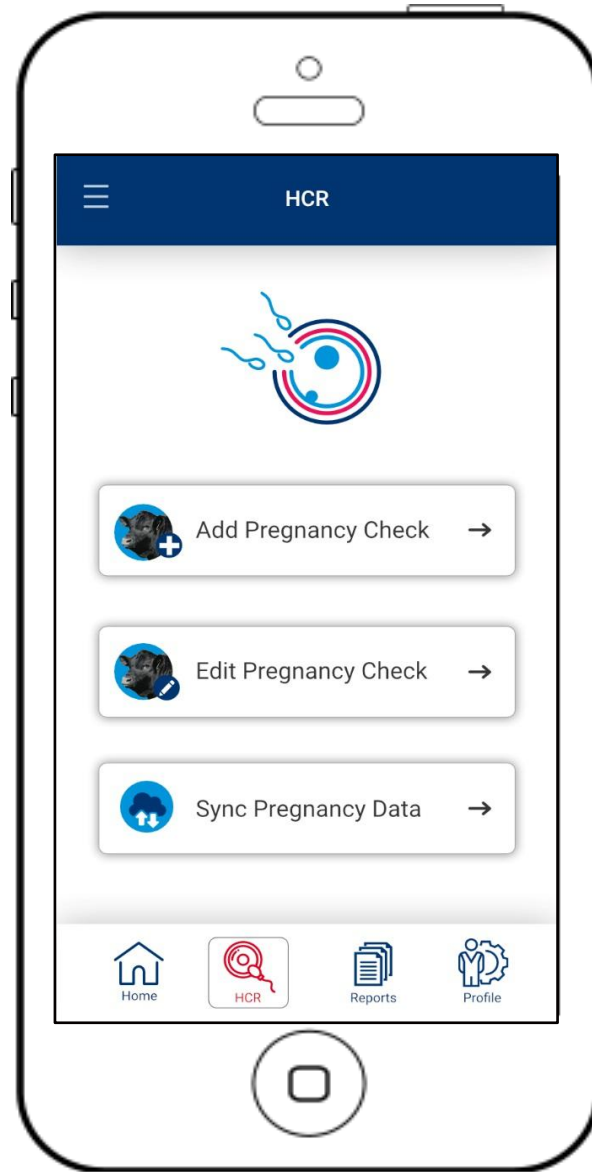 HCR
Add Pregnancy Check
Edit Pregnancy Check
Sync Pregnancy Data
Home
HCR
Reports
Profile